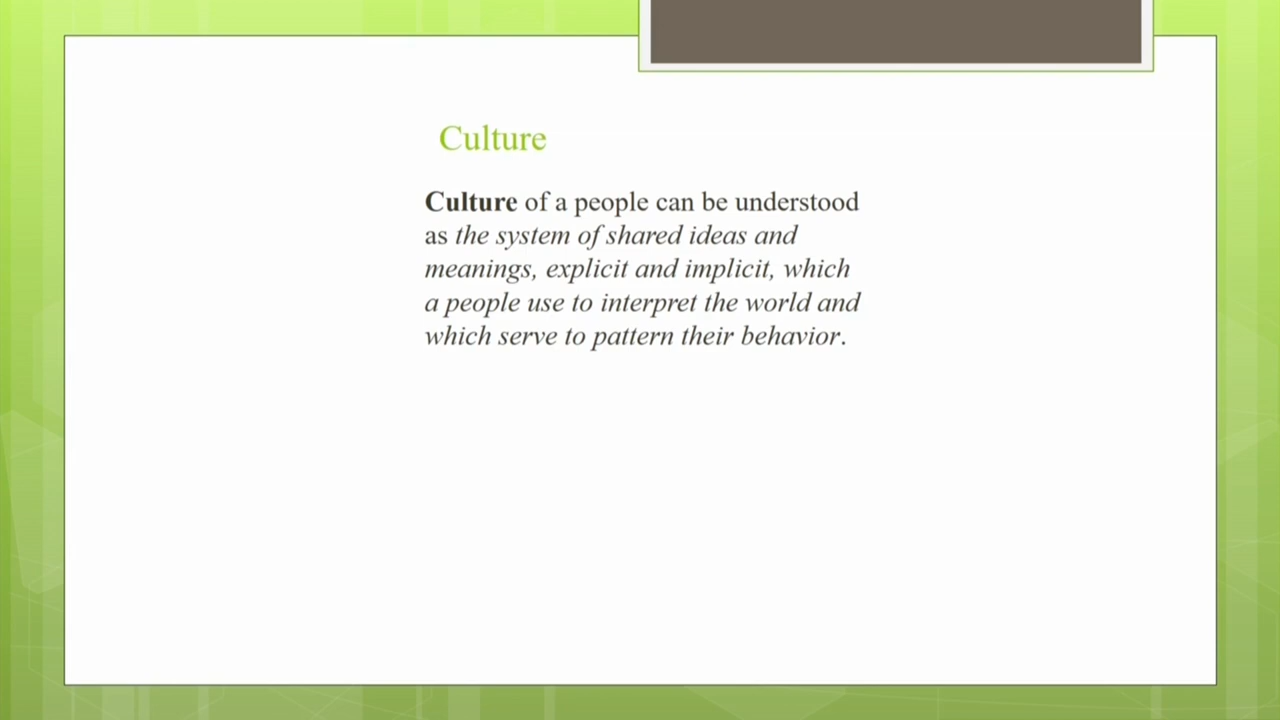 Culture
Culture of a people can be understood
as the system of shared ideas and
meanings, explicit and implicit, which
a people use to interpret the world and
which serve to pattern their behavior.